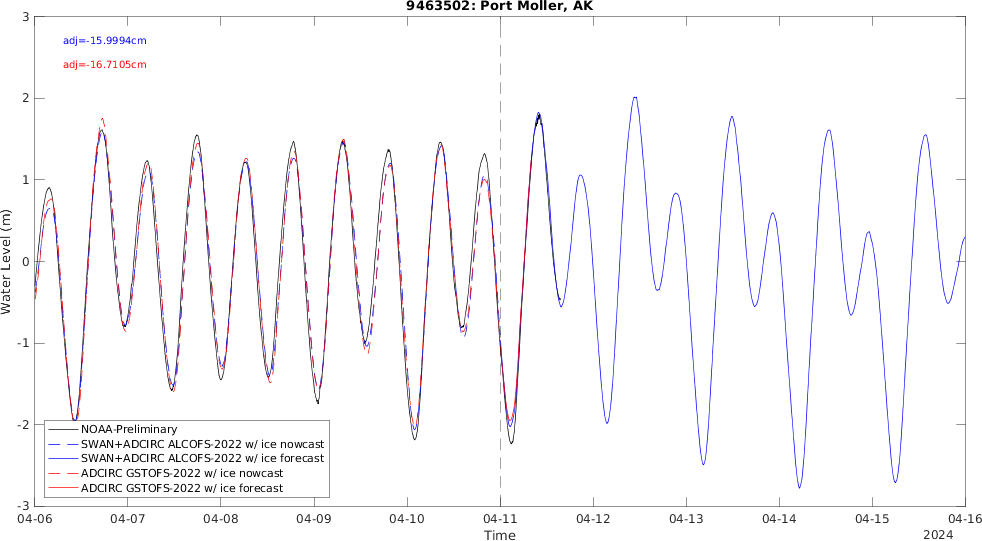 9463502: Port Moller, AK
adj=-15.9994cm
adj=-16.7105cm
Water Level (m)
3
2
1
0
-1
-2
-3
NOAA-Preliminary
SWAN+ADCIRC ALCOFS-2022 w/ ice nowcast
SWAN+ADCIRC ALCOFS-2022 w/ ice forecast
ADCIRC GSTOFS-2022 w/ ice nowcast
ADCIRC GSTOFS-2022 w/ ice forecast
04-06 04-07 04-08 04-09 04-10 04-11 04-12 04-13 04-14 04-15 04-16
Time
2024